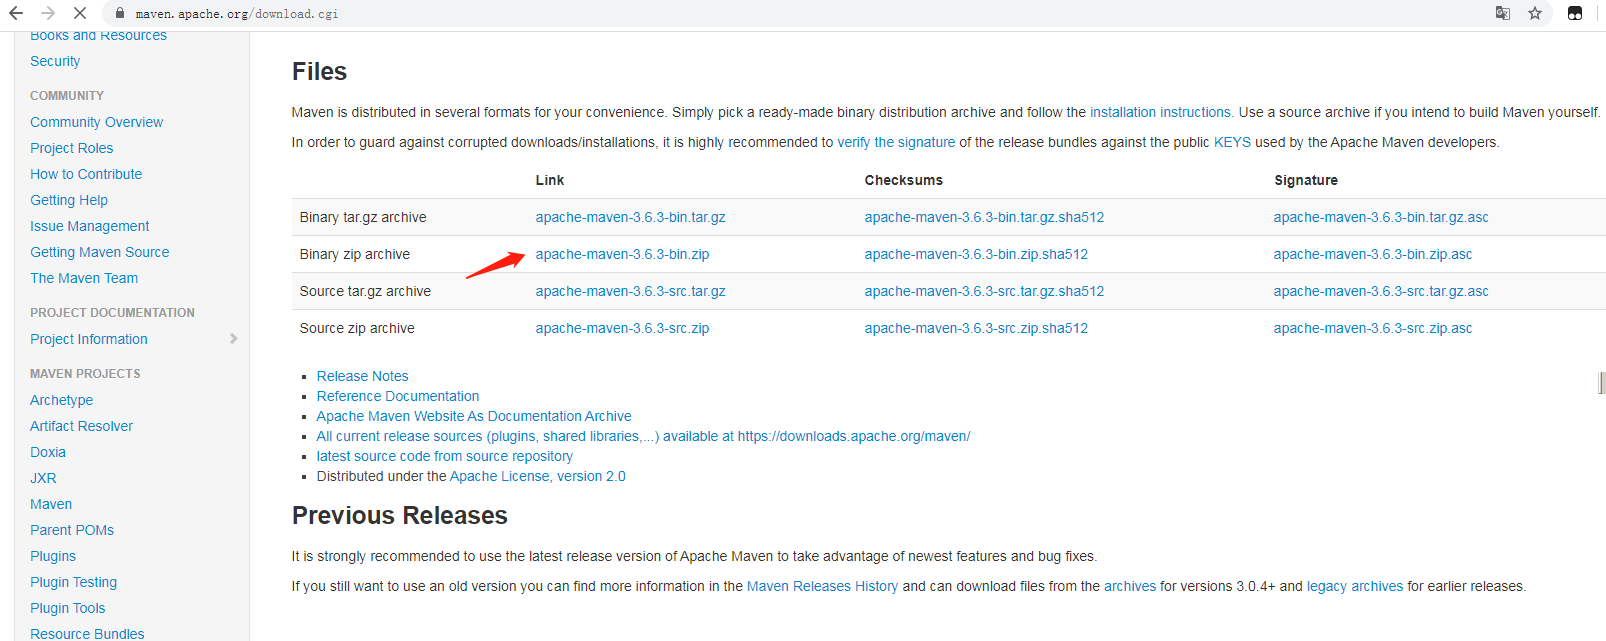 maven.apache.org/download.cgi
Books and Resources
Security
COMMUNITY
Community Overview
Project Roles
How to Contribute
Getting Help
Issue Management
Getting Maven Source
The Maven Team
PROJECT DOCUMENTATION
Project Information
MAVEN PROJECTS
Archetype
Artifact Resolver
Doxia
JXR
Maven
Parent POMs
Plugins
Plugin Testing
Plugin Tools
Resource Bundles
Files
Maven is distributed in several formats for your convenience. Simply pick a ready-made binary distribution archive and follow the installation instructions. Use a source archive if you intend to build Maven yourself.
In order to guard against corrupted downloads/installations, it is highly recommended to verify the signature of the release bundles against the public KEYS used by the Apache Maven developers.
Link Checksums Signature
Binary tar.gz archive apache-maven-3.6.3-bin.tar.gz apache-maven-3.6.3-bin.tar.gz.sha512 apache-maven-3.6.3-bin.tar.gz.asc
Binary zip archive apache-maven-3.6.3-bin.zip apache-maven-3.6.3-bin.zip.sha512 apache-maven-3.6.3-bin.zip.asc
Source tar.gz archive apache-maven-3.6.3-src.tar.gz apache-maven-3.6.3-src.tar.gz.sha512 apache-maven-3.6.3-src.tar.gz.asc
Source zip archive apache-maven-3.6.3-src.zip apache-maven-3.6.3-src.zip.sha512 apache-maven-3.6.3-src.zip.asc
Release Notes
Reference Documentation
Apache Maven Website As Documentation Archive
All current release sources (plugins, shared libraries,...) available at https://downloads.apache.org/maven/
latest source code from source repository
Distributed under the Apache License, version 2.0
Previous Releases
It is strongly recommended to use the latest release version of Apache Maven to take advantage of newest features and bug fixes.
If you still want to use an old version you can find more information in the Maven Releases History and can download files from the archives for versions 3.0.4+ and legacy archives for earlier releases.